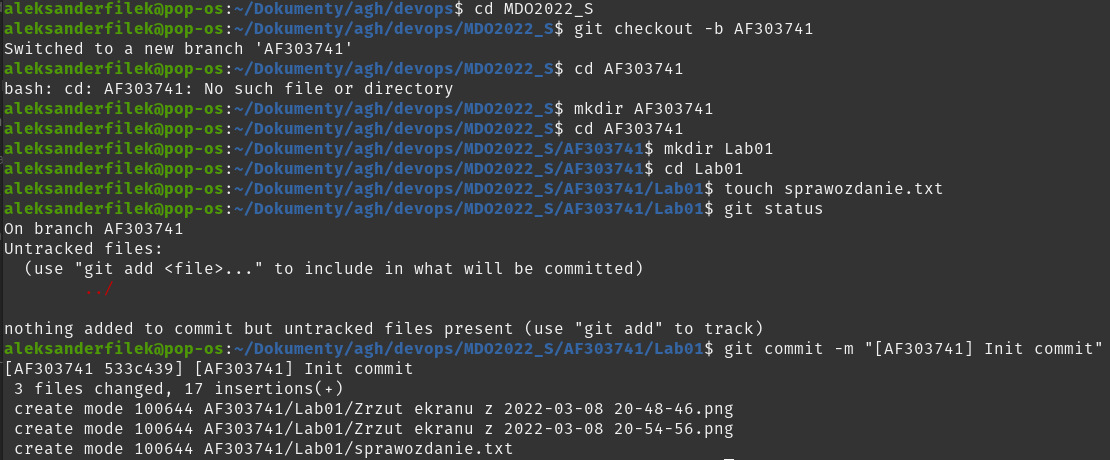 aleksanderfilek@pop-os:~/Dokumenty/agh/devops$ cd MDO2022_S
aleksanderfilek@pop-os:~/Dokumenty/agh/devops/MDO2022_S$ git checkout -b AF303741
Switched to a new branch 'AF303741'
aleksanderfilek@pop-os:~/Dokumenty/agh/devops/MDO2022_S$ cd AF303741
bash: cd: AF303741: No such file or directory
aleksanderfilek@pop-os:~/Dokumenty/agh/devops/MDO2022_S$ mkdir AF303741
aleksanderfilek@pop-os:~/Dokumenty/agh/devops/MDO2022_S$ cd AF303741
aleksanderfilek@pop-os:~/Dokumenty/agh/devops/MDO2022_S/AF303741$ mkdir Lab01
aleksanderfilek@pop-os:~/Dokumenty/agh/devops/MDO2022_S/AF303741$ cd Lab01
aleksanderfilek@pop-os:~/Dokumenty/agh/devops/MDO2022_S/AF303741/Lab01$ touch sprawozdanie.txt
aleksanderfilek@pop-os:~/Dokumenty/agh/devops/MDO2022_S/AF303741/Lab01$ git status
On branch AF303741
Untracked files:
  (use "git add <file>..." to include in what will be committed)
        ../

nothing added to commit but untracked files present (use "git add" to track)
aleksanderfilek@pop-os:~/Dokumenty/agh/devops/MDO2022_S/AF303741/Lab01$ git commit -m "[AF303741] Init commit"
[AF303741 533c439] [AF303741] Init commit
 3 files changed, 17 insertions(+)
 create mode 100644 AF303741/Lab01/Zrzut ekranu z 2022-03-08 20-48-46.png
 create mode 100644 AF303741/Lab01/Zrzut ekranu z 2022-03-08 20-54-56.png
 create mode 100644 AF303741/Lab01/sprawozdanie.txt